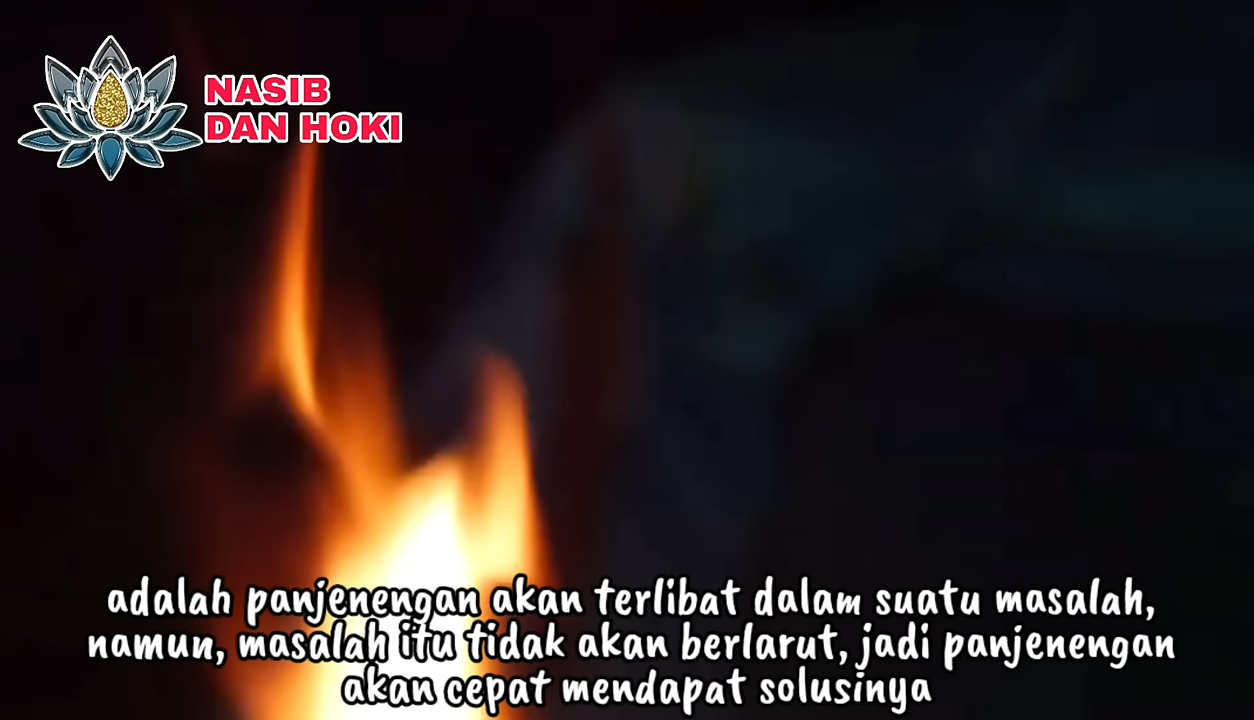 NASIB
DAN HOKI
adalah panjenengan akan terlibat dalam suatu masalah,
namun, masalah itu tidak akan berlarut, jadi panjenengan
akan cepat mendapat solusinya